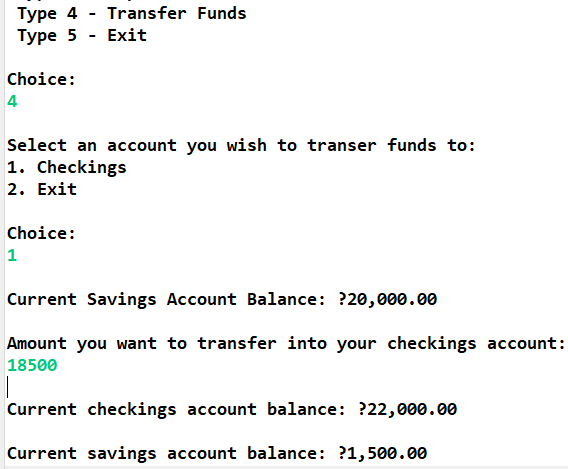 Type 4 - Transfer Funds
Type 5 - Exit
Choice:
4
Select an account you wish to transer funds to:
1. Checkings
2. Exit
Choice:
1
Current Savings Account Balance: ?20,000.00
Amount you want to transfer into your checkings account:
18500
Current checkings account balance: ?22,000.00
Current savings account balance: ?1,500.00